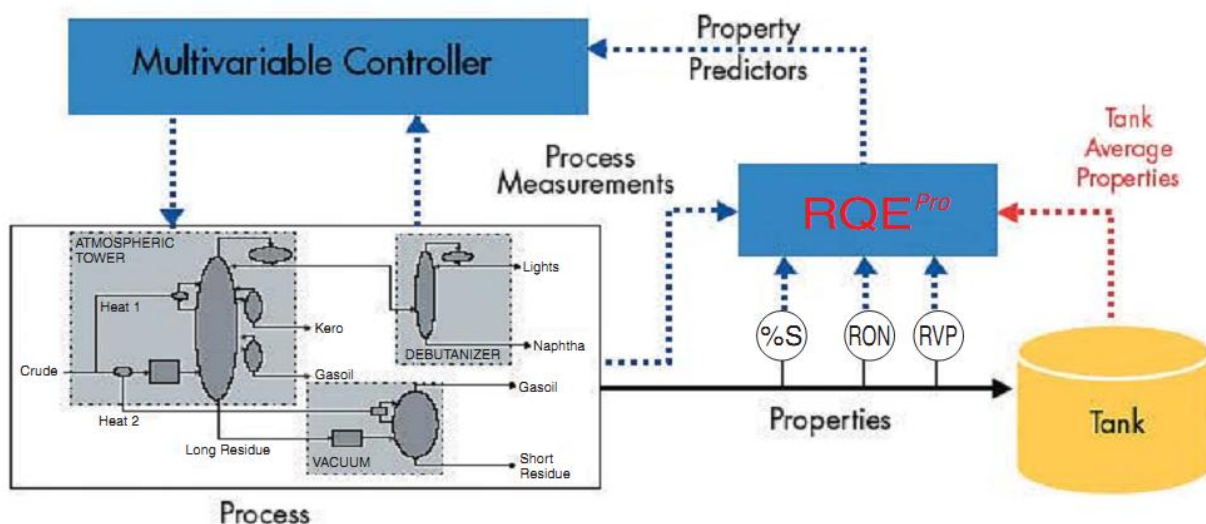 Multivariable Controller
Property
Predictors
Tank
Average
Properties
Process
Measurements
RQE Pro
ATMOSPHERIC
TOWER
Heat 1
Kero
Crude
Gasoil
Heat 2
Long Residue
Lights
Naphtha
DEBUTANIZER
Gasoil
VACUUM
Short
Residue
%S
RON
RVP
Properties
Tank
Process